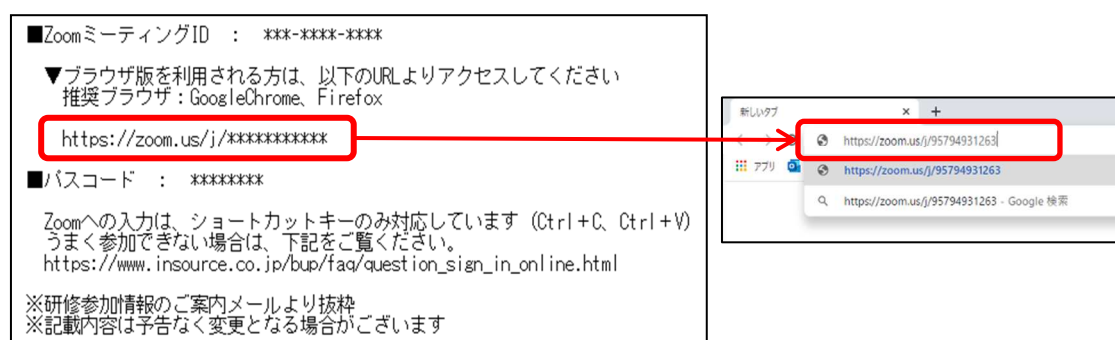 ■ZoomミーティングID ： ***-****-****
▼ブラウザ版を利用される方は、以下のURLよりアクセスしてください
推奨ブラウザ：GoogleChrome、Firefox
https://zoom.us/j/***********
■パスコード ： ********
Zoomへの入力は、ショートカットキーのみ対応しています（Ctrl+C、Ctrl+V）
うまく参加できない場合は、下記をご覧ください。
https://www.insource.co.jp/bup/faq/question_sign_in_online.html
※研修参加情報のご案内メールより抜粋
※記載内容は予告なく変更となる場合がございます
新しいタブ × +
https://zoom.us/j/95794931263
アプリ
https://zoom.us/j/95794931263
https://zoom.us/j/95794931263 - Google 検索